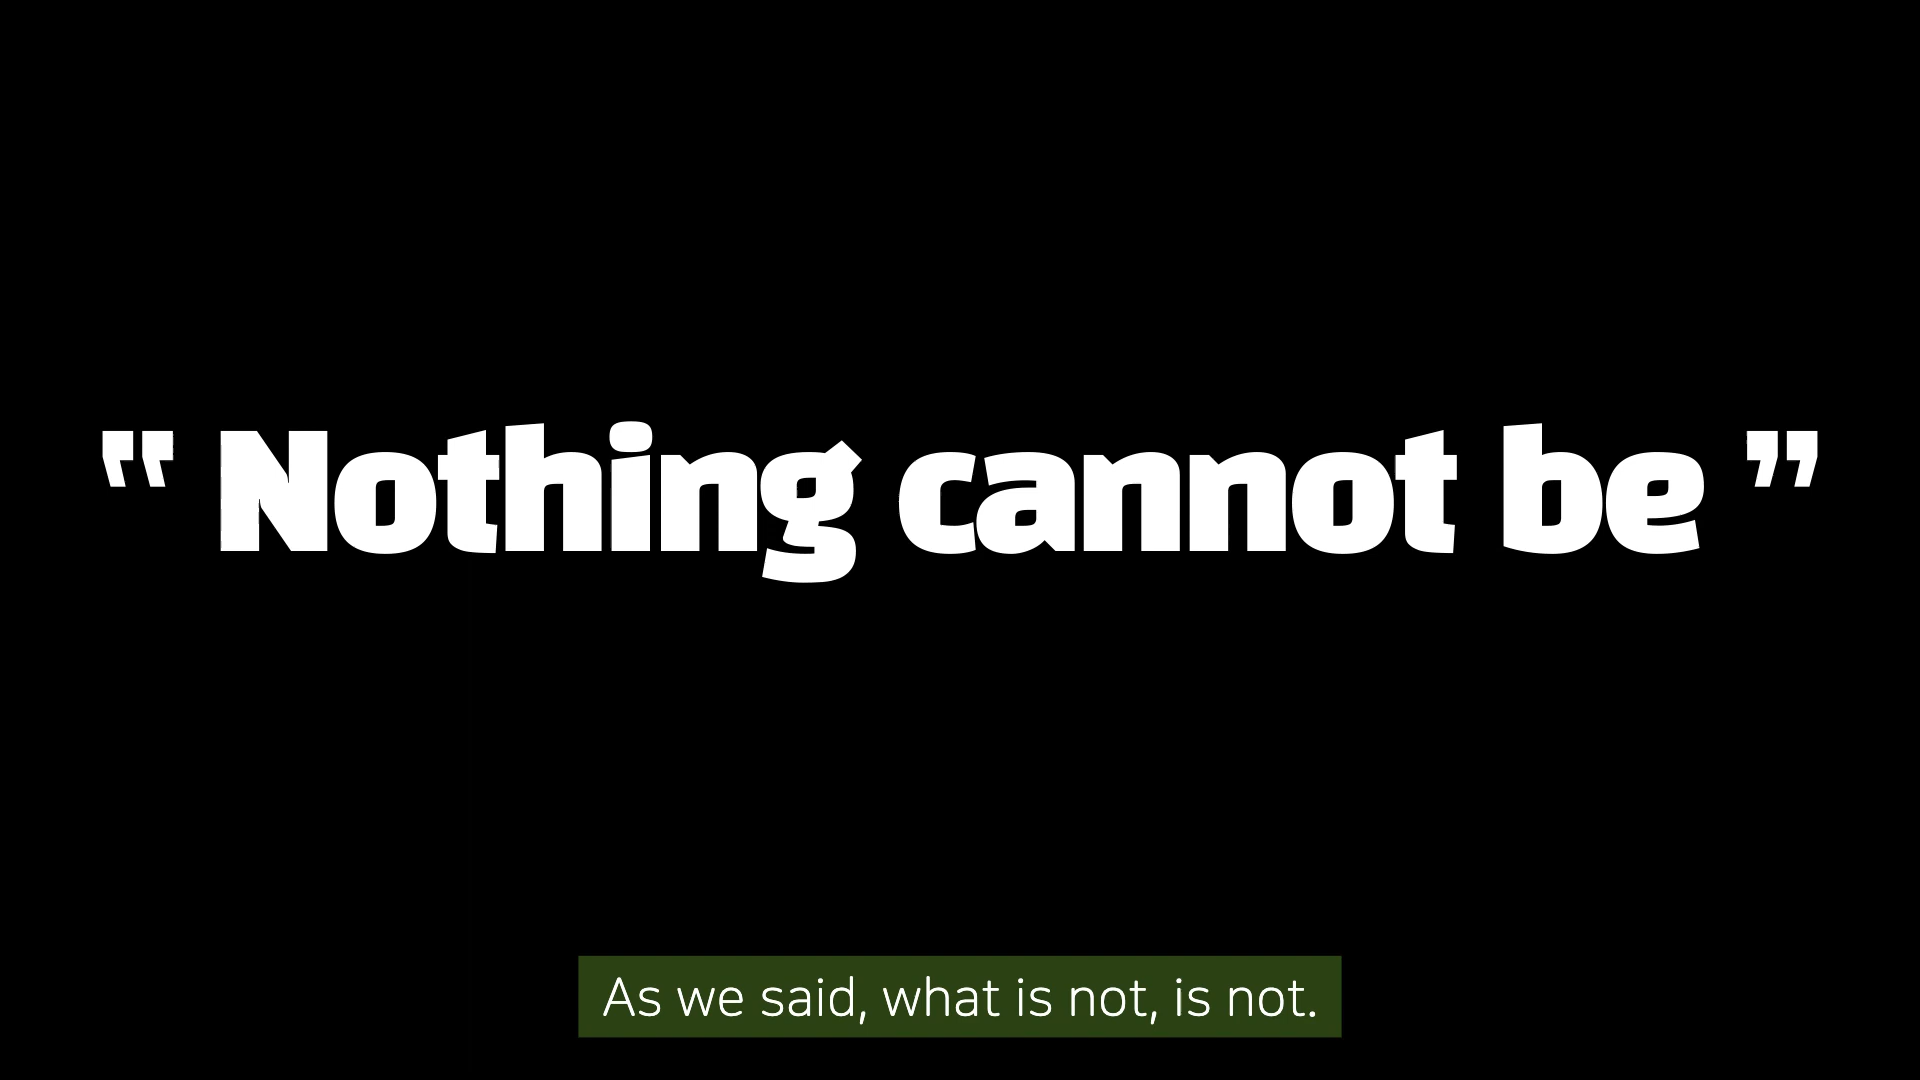 " Nothing cannot be "
As we said, what is not, is not.